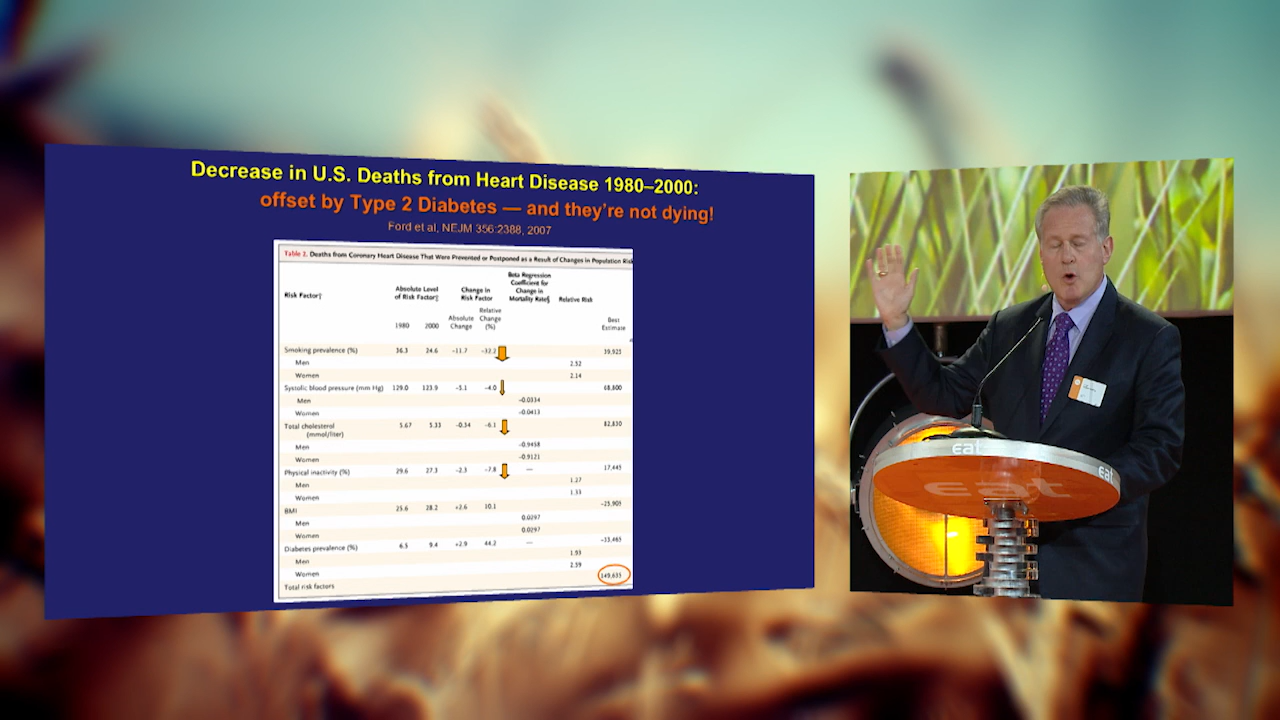 Decrease in U.S. Deaths from Heart Disease 1980–2000:
offset by Type 2 Diabetes — and they're not dying!
Ford et al, NEJM 356:2388, 2007
Table 2. Deaths from Coronary Heart Disease That Were Prevented or Postponed as a Result of Changes in Population Risk
Risk Factor† Absolute Level of Risk Factor‡ Change in Risk Factor Beta Regression Coefficient for Change in Mortality Rate§ Relative Risk
1980 2000 Absolute Change Relative Change (%) Best Estimate
Smoking prevalence (%) 36.3 24.6 −11.7 −32.2 39,925
Men 2.52
Women 2.14
Systolic blood pressure (mm Hg) 129.0 123.9 −5.1 −4.0 68,800
Men −0.0334
Women −0.0413
Total cholesterol (mmol/liter) 5.67 5.33 −0.34 −6.1 82,830
Men −0.9458
Women −0.9121
Physical inactivity (%) 29.6 27.3 −2.3 −7.8 — 17,445
Men 1.27
Women 1.33
BMI 25.6 28.2 +2.6 10.1 −25,905
Men 0.0297
Women 0.0297
Diabetes prevalence (%) 6.5 9.4 +2.9 44.2 — −33,465
Men 1.93
Women 2.59
Total risk factors 149,635
eat
eat
eat